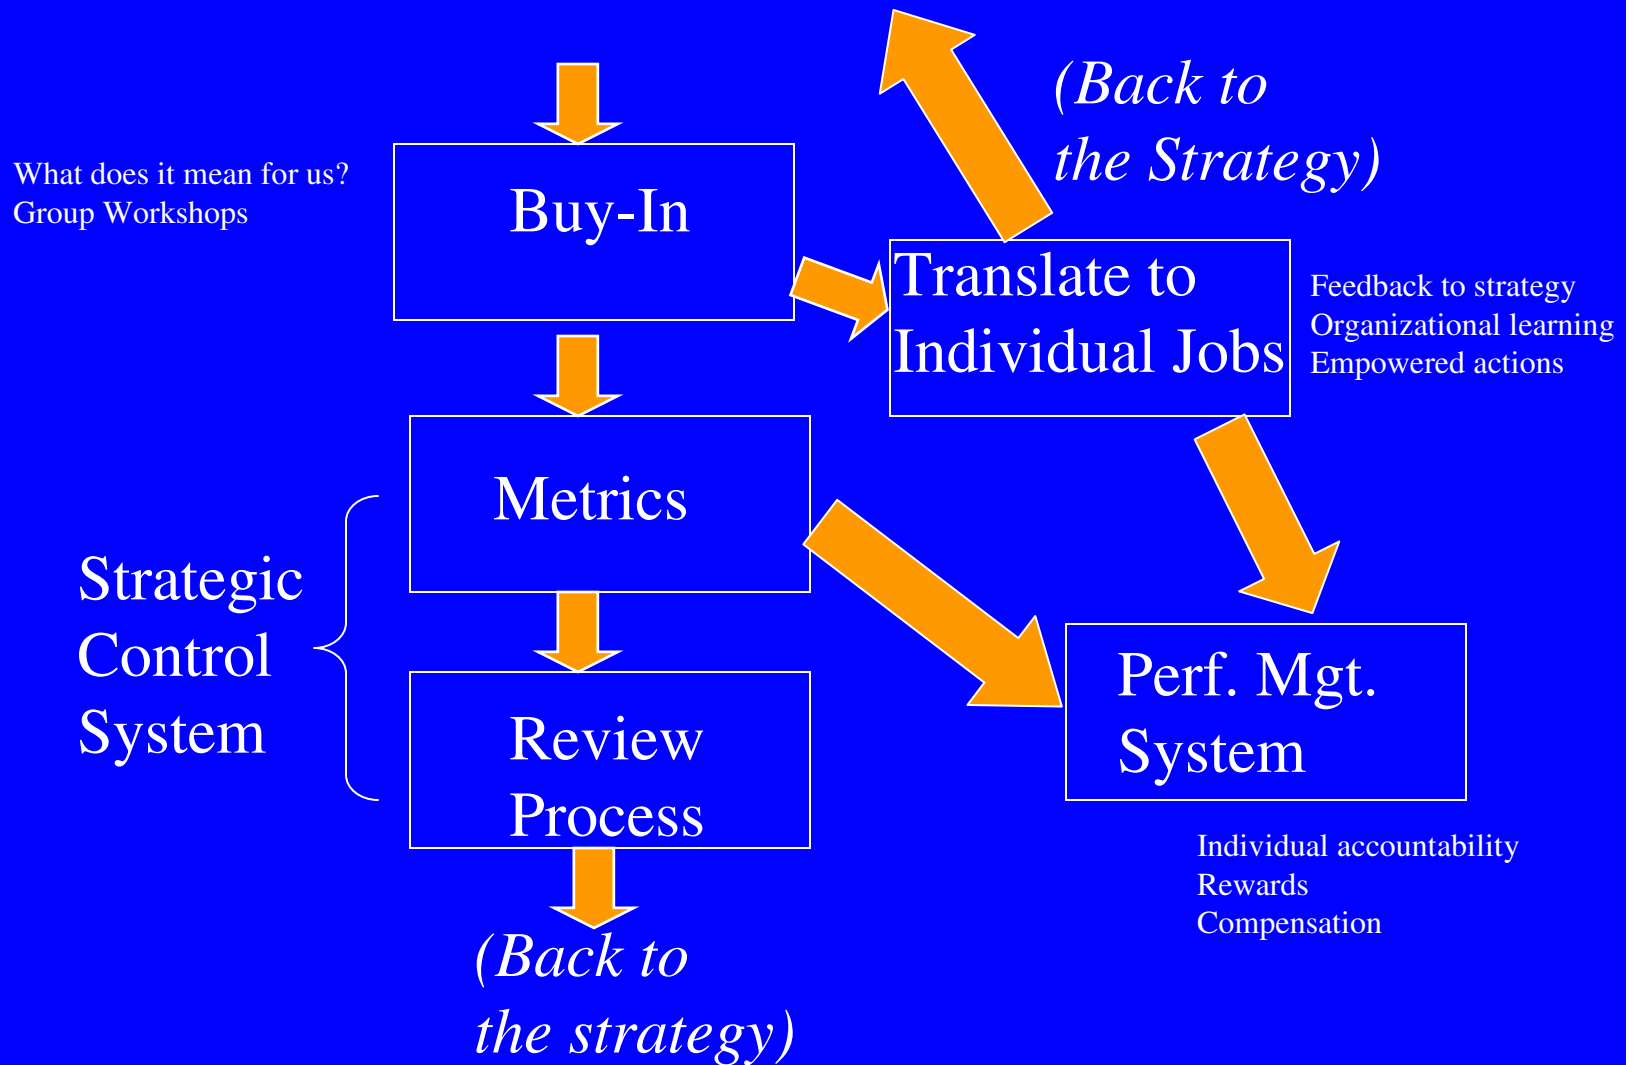 (Back to
the Strategy)
What does it mean for us?
Group Workshops
Buy-In
Translate to
Individual Jobs
Feedback to strategy
Organizational learning
Empowered actions
Metrics
Strategic
Control
System
Perf. Mgt.
System
Review
Process
Individual accountability
Rewards
Compensation
(Back to
the strategy)